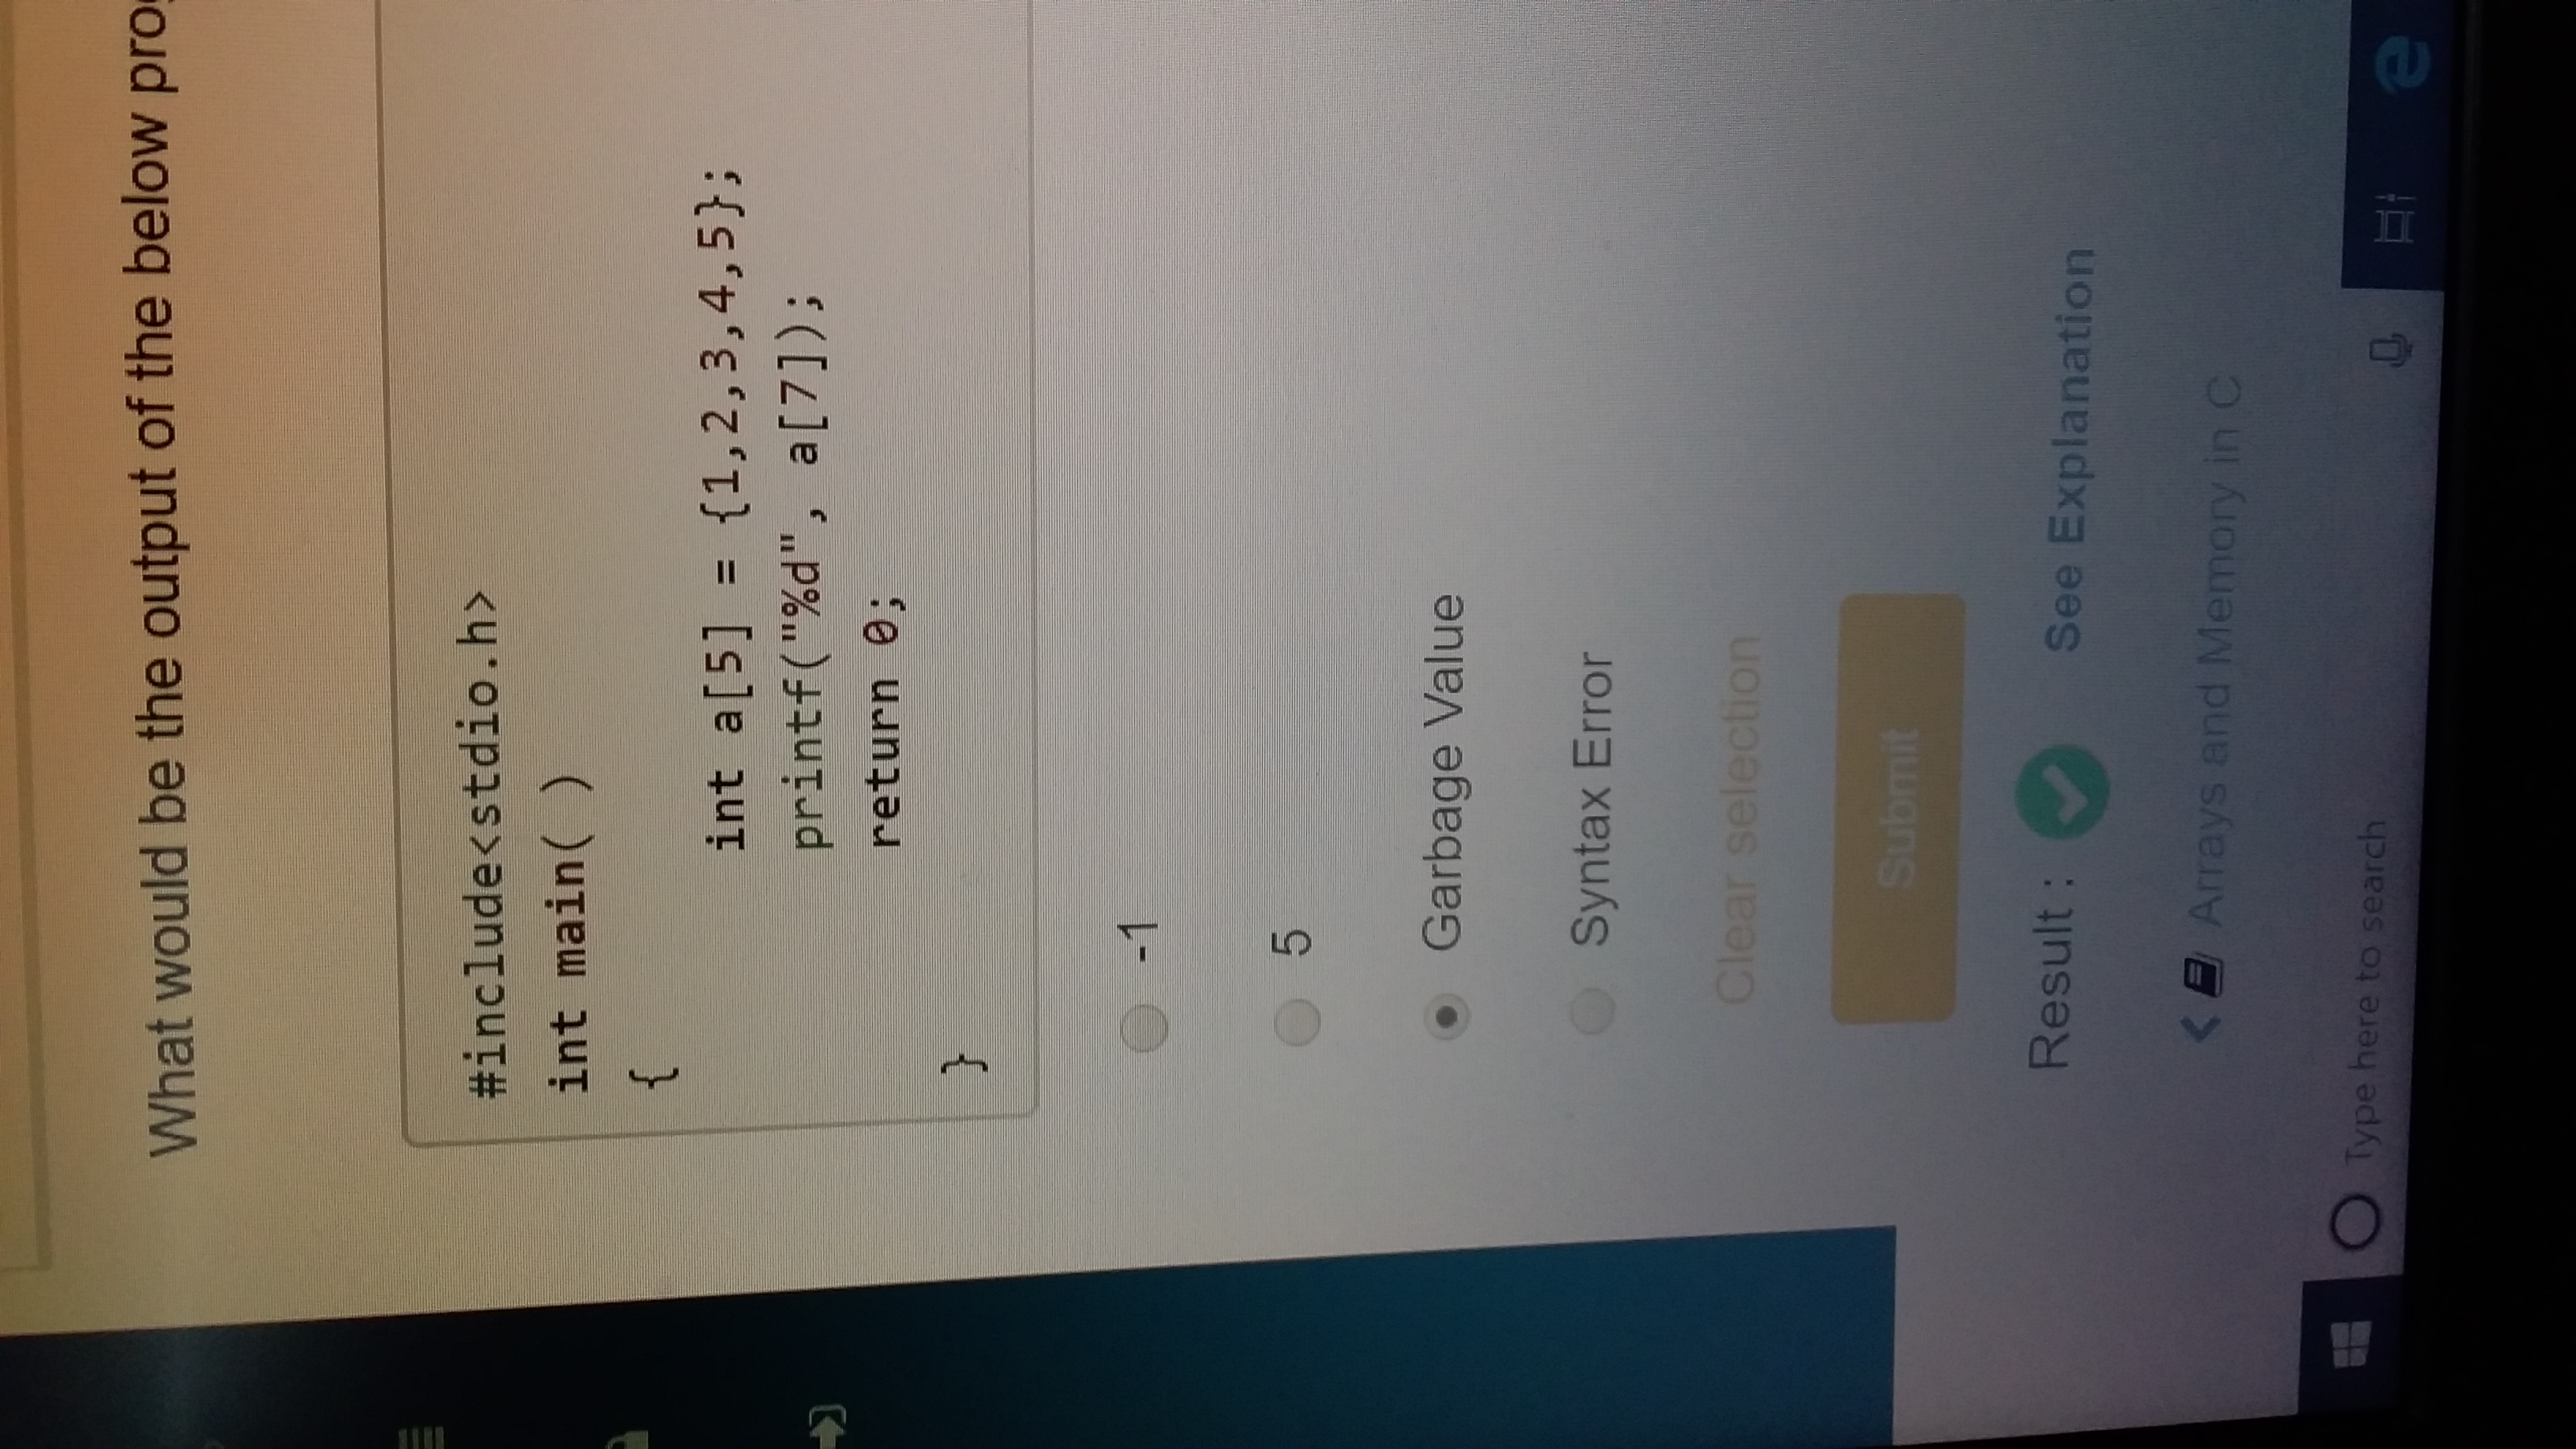 What would be the output of the below
#include<stdio.h>
int main( )
{
int a[5] = {1,2,3,4,5};
printf("%d", a[7]);
return 0;
}
-1
5
Garbage Value
Syntax Error
Clear selection
Submit
Result :
See Explanation
Arrays and Memory in C
Type here to search